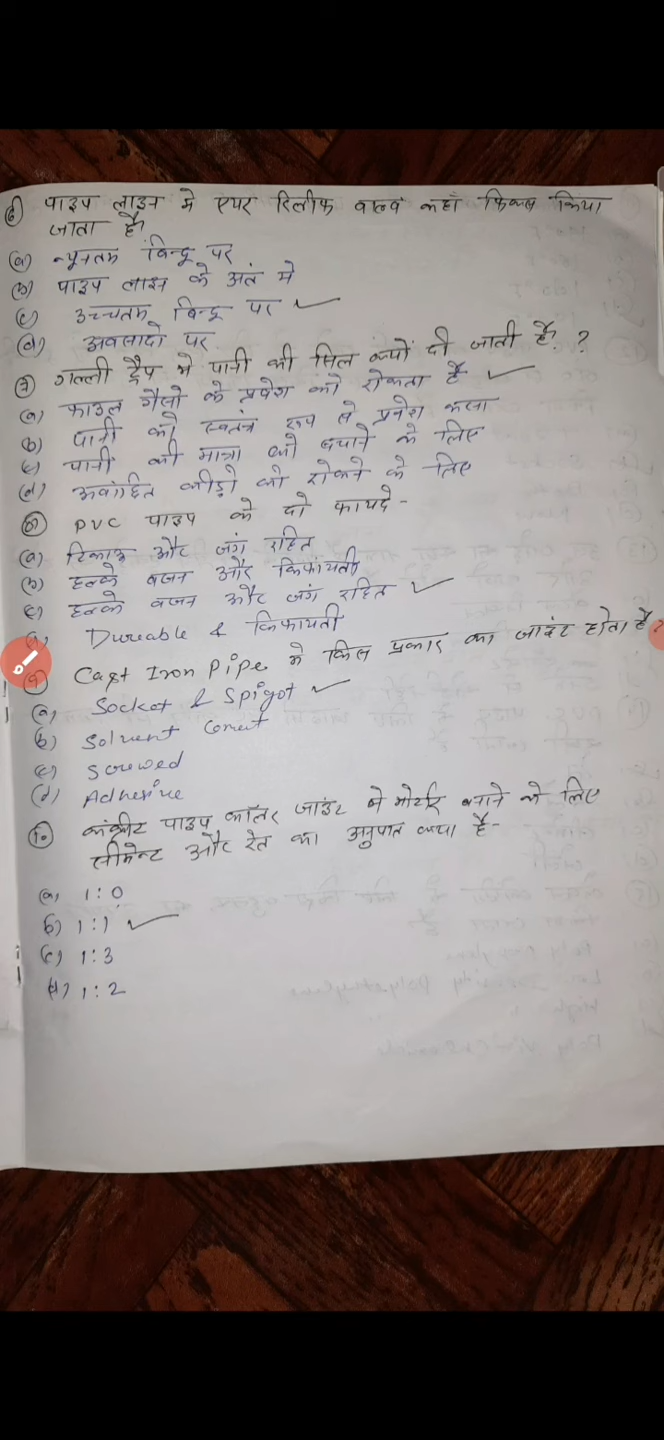 ⑥ पाइप लाइन मे एयर रिलीफ वाल्व कहां फिक्स किया
जाता है
(a) न्यूनतम बिन्दू पर
(b) पाइप लाइन के अंत मे
(c) उच्चतम बिन्दू पर ✓
(d) अवसादो पर
⑦ गल्ली ट्रैप मे पानी की सिल क्यों दी जाती है. ?
(a) फाउल गैसो के प्रवेश को रोकता है ✓
(b) पानी को स्वतंत्र रूप से प्रवेश करना
(c) पानी की मात्रा को बचाने के लिए
(d) अवांछित कीड़ो को रोकने के लिए
⑧ PVC पाइप के दो फायदे -
(a) टिकाऊ और जंग रहित
(b) हल्के वजन और किफांयती
(c) हल्के वजन और जंग रहित ✓
Dureable & किफायती
Cast Iron Pipe मे किस प्रकार का जाइंट होता है ?
(a) Socket & Spigot ✓
(b) Solvent Cement
(c) Screwed
(d) Adhesive
⑩ कंक्रीट पाइप कॉलर जाइंट मे मोर्टार बनाने के लिए
सीमेन्ट और रेत का अनुपात क्या है -
(a) 1:0
(b) 1:1 ✓
(c) 1:3
(d) 1:2